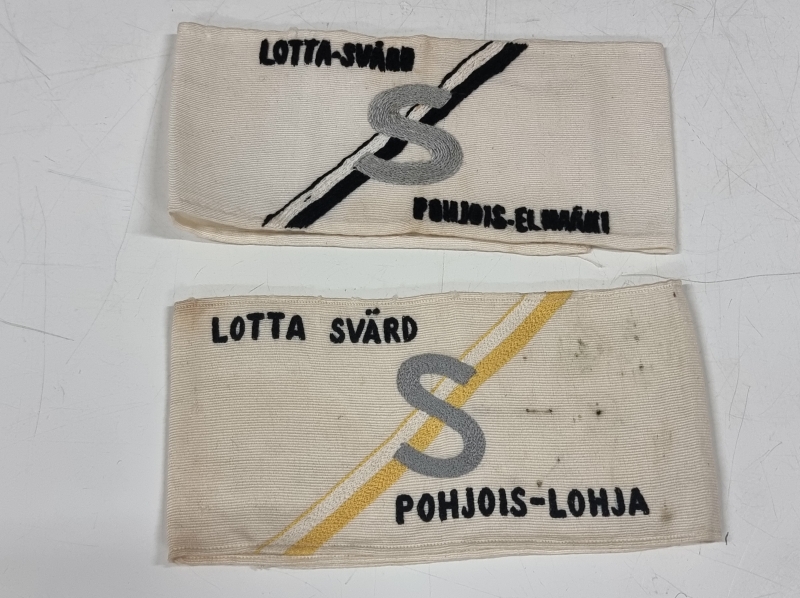 LOTTA-SVÄRD
S
POHJOIS-ELIMÄKI
LOTTA SVÄRD
S
POHJOIS-LOHJA